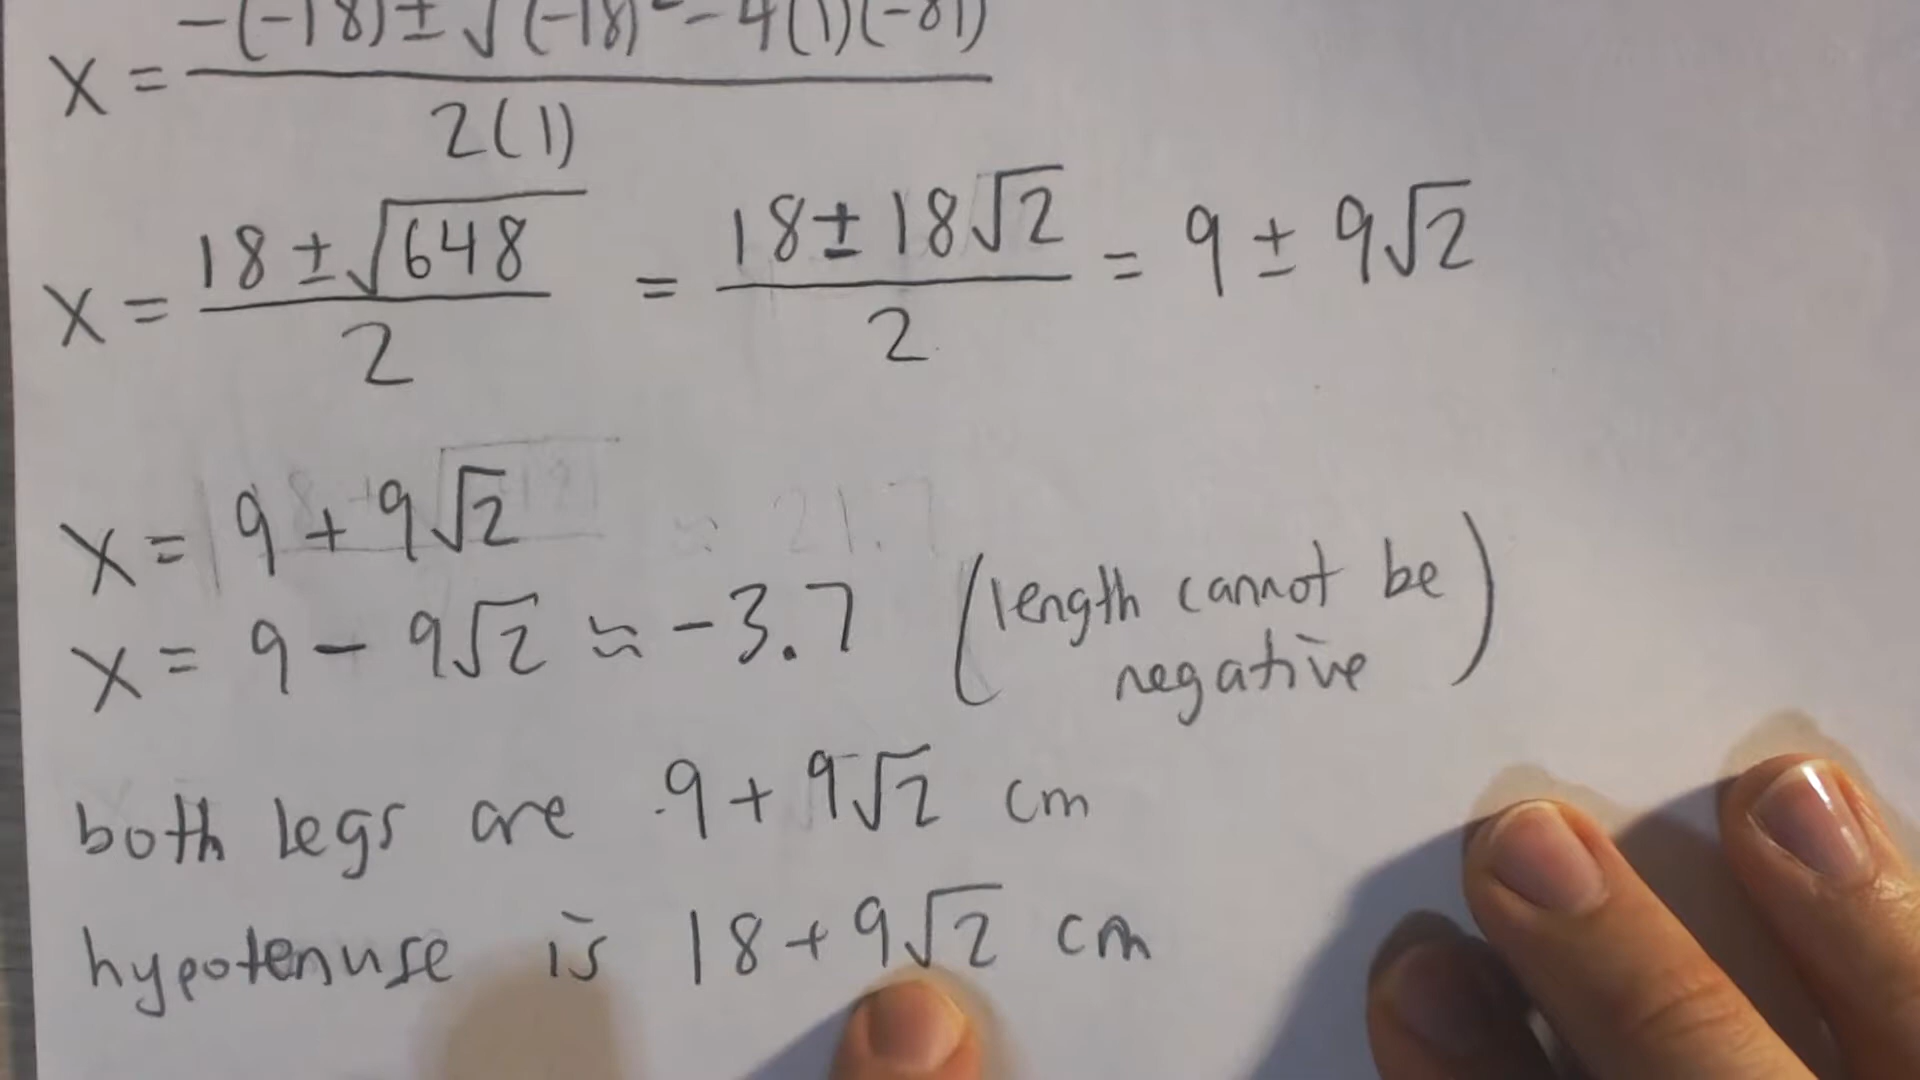 x = (-(-18) ± √((-18)² - 4(1)(-81))) / 2(1)
x = (18 ± √648) / 2 = (18 ± 18√2) / 2 = 9 ± 9√2
x = 9 + 9√2
x = 9 - 9√2 ≈ -3.7 (length cannot be negative)
both legs are 9 + 9√2 cm
hypotenuse is 18 + 9√2 cm